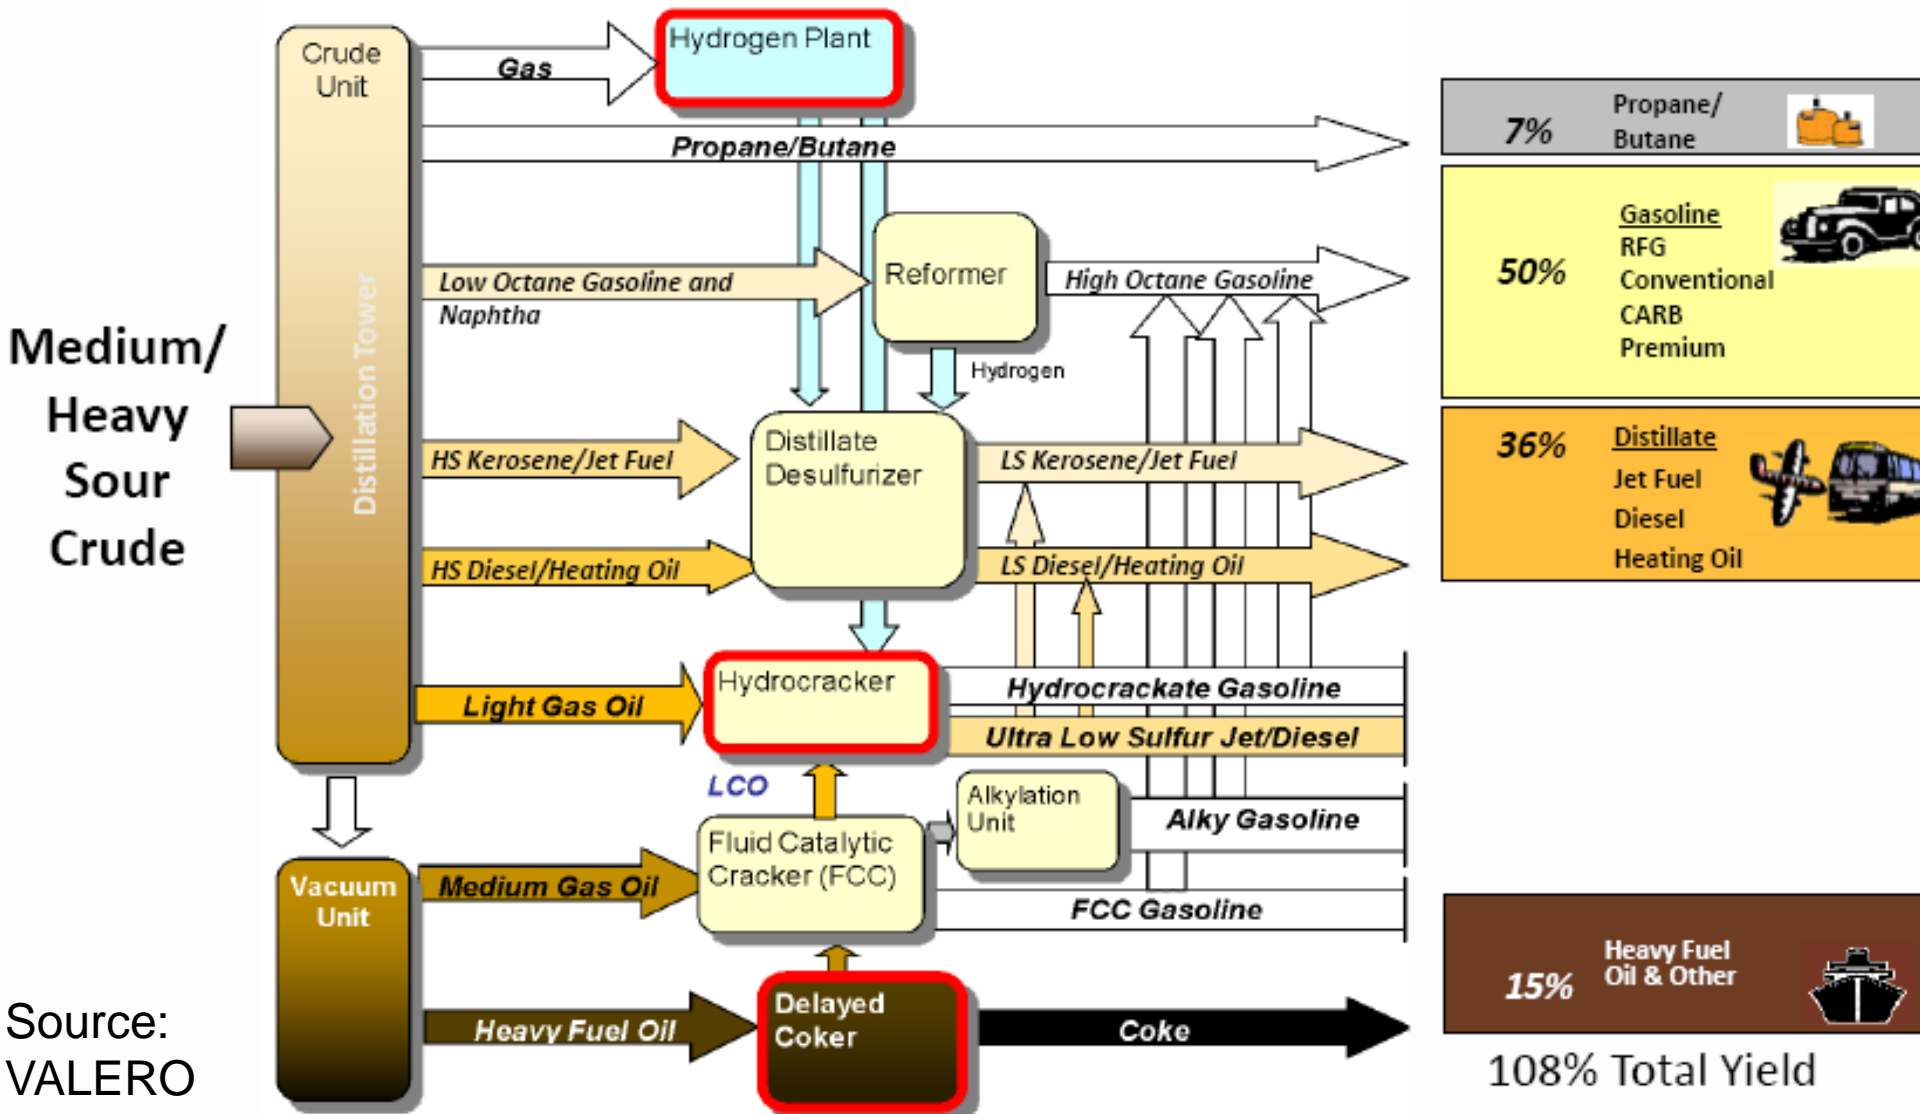 Medium/
Heavy
Sour
Crude
Source:
VALERO
Crude
Unit
Distillation Tower
Vacuum
Unit
Gas
Hydrogen Plant
Propane/Butane
Low Octane Gasoline and
Naphtha
Reformer
High Octane Gasoline
Hydrogen
HS Kerosene/Jet Fuel
Distillate
Desulfurizer
LS Kerosene/Jet Fuel
HS Diesel/Heating Oil
LS Diesel/Heating Oil
Light Gas Oil
Hydrocracker
Hydrocrackate Gasoline
Ultra Low Sulfur Jet/Diesel
LCO
Alkylation
Unit
Alky Gasoline
Medium Gas Oil
Fluid Catalytic
Cracker (FCC)
FCC Gasoline
Heavy Fuel Oil
Delayed
Coker
Coke
7%
Propane/
Butane
50%
Gasoline
RFG
Conventional
CARB
Premium
36%
Distillate
Jet Fuel
Diesel
Heating Oil
15%
Heavy Fuel
Oil & Other
108% Total Yield